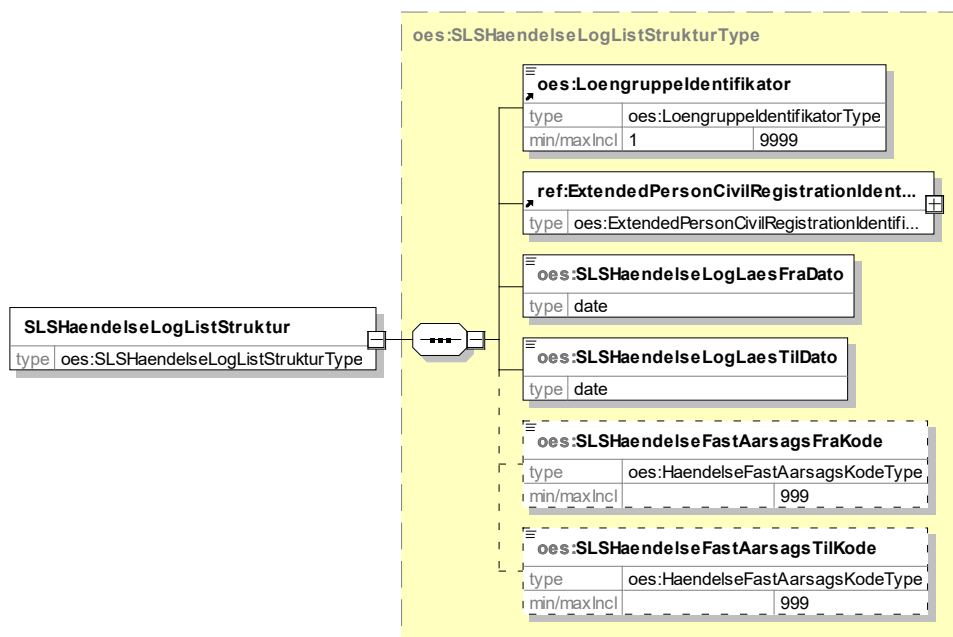 oes:SLSHaendelseLogListStrukturType
oes:LoengruppeIdentifikator
type oes:LoengruppeIdentifikatorType
min/maxIncl 1 9999
ref:ExtendedPersonCivilRegistrationIdent...
type oes:ExtendedPersonCivilRegistrationIdentifi...
oes:SLSHaendelseLogLaesFraDato
type date
SLSHaendelseLogListStruktur
type oes:SLSHaendelseLogListStrukturType
oes:SLSHaendelseLogLaesTilDato
type date
oes:SLSHaendelseFastAarsagsFraKode
type oes:HaendelseFastAarsagsKodeType
min/maxIncl 999
oes:SLSHaendelseFastAarsagsTilKode
type oes:HaendelseFastAarsagsKodeType
min/maxIncl 999